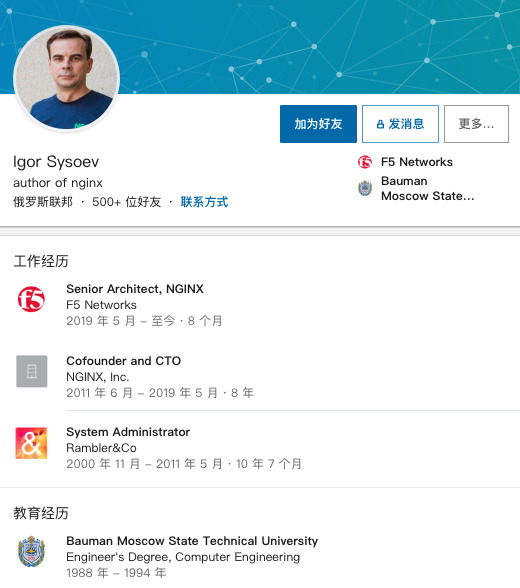 加为好友
发消息
更多...
Igor Sysoev
author of nginx
俄罗斯联邦 · 500+ 位好友 · 联系方式
F5 Networks
Bauman
Moscow State...
工作经历
f5
Senior Architect, NGINX
F5 Networks
2019 年 5 月 – 至今 · 8 个月
Cofounder and CTO
NGINX, Inc.
2011 年 6 月 – 2019 年 5 月 · 8 年
&
System Administrator
Rambler&Co
2000 年 11 月 – 2011 年 5 月 · 10 年 7 个月
教育经历
Bauman Moscow State Technical University
Engineer's Degree, Computer Engineering
1988 年 – 1994 年